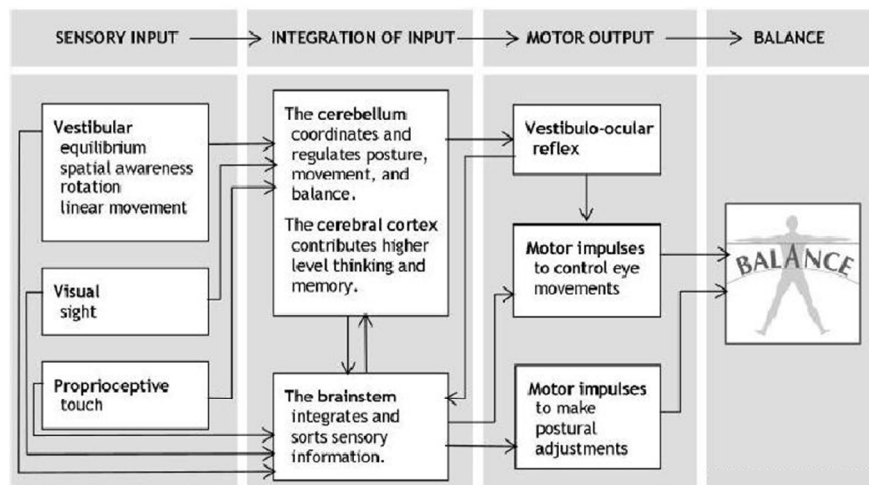 SENSORY INPUT
INTEGRATION OF INPUT
MOTOR OUTPUT
BALANCE
Vestibular
equilibrium
spatial awareness
rotation
linear movement
Visual
sight
Proprioceptive
touch
The cerebellum
coordinates and
regulates posture,
movement, and
balance.
The cerebral cortex
contributes higher
level thinking and
memory.
The brainstem
integrates and
sorts sensory
information.
Vestibulo-ocular
reflex
Motor impulses
to control eye
movements
Motor impulses
to make
postural
adjustments
BALANCE